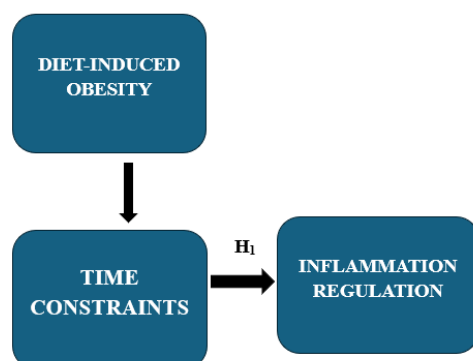 DIET-INDUCED
OBESITY
H1
TIME
CONSTRAINTS
INFLAMMATION
REGULATION